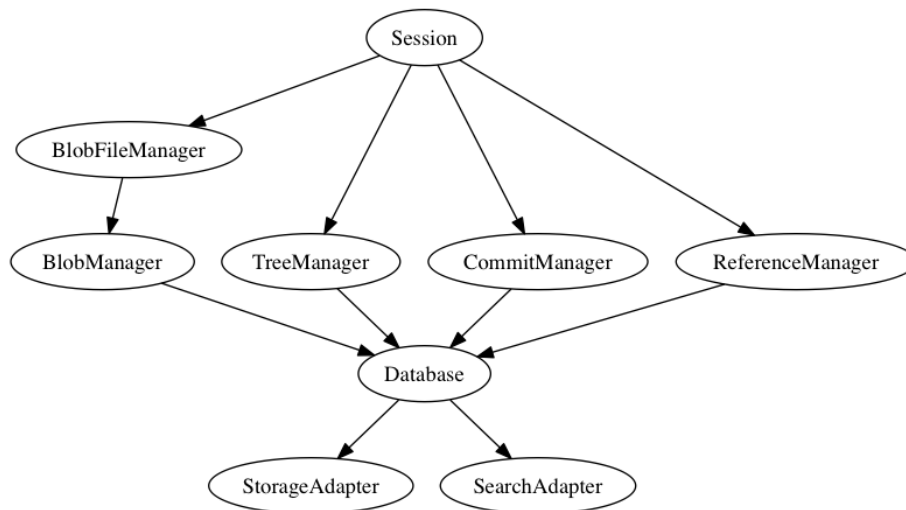 Session
BlobFileManager
BlobManager
TreeManager
CommitManager
ReferenceManager
Database
StorageAdapter
SearchAdapter